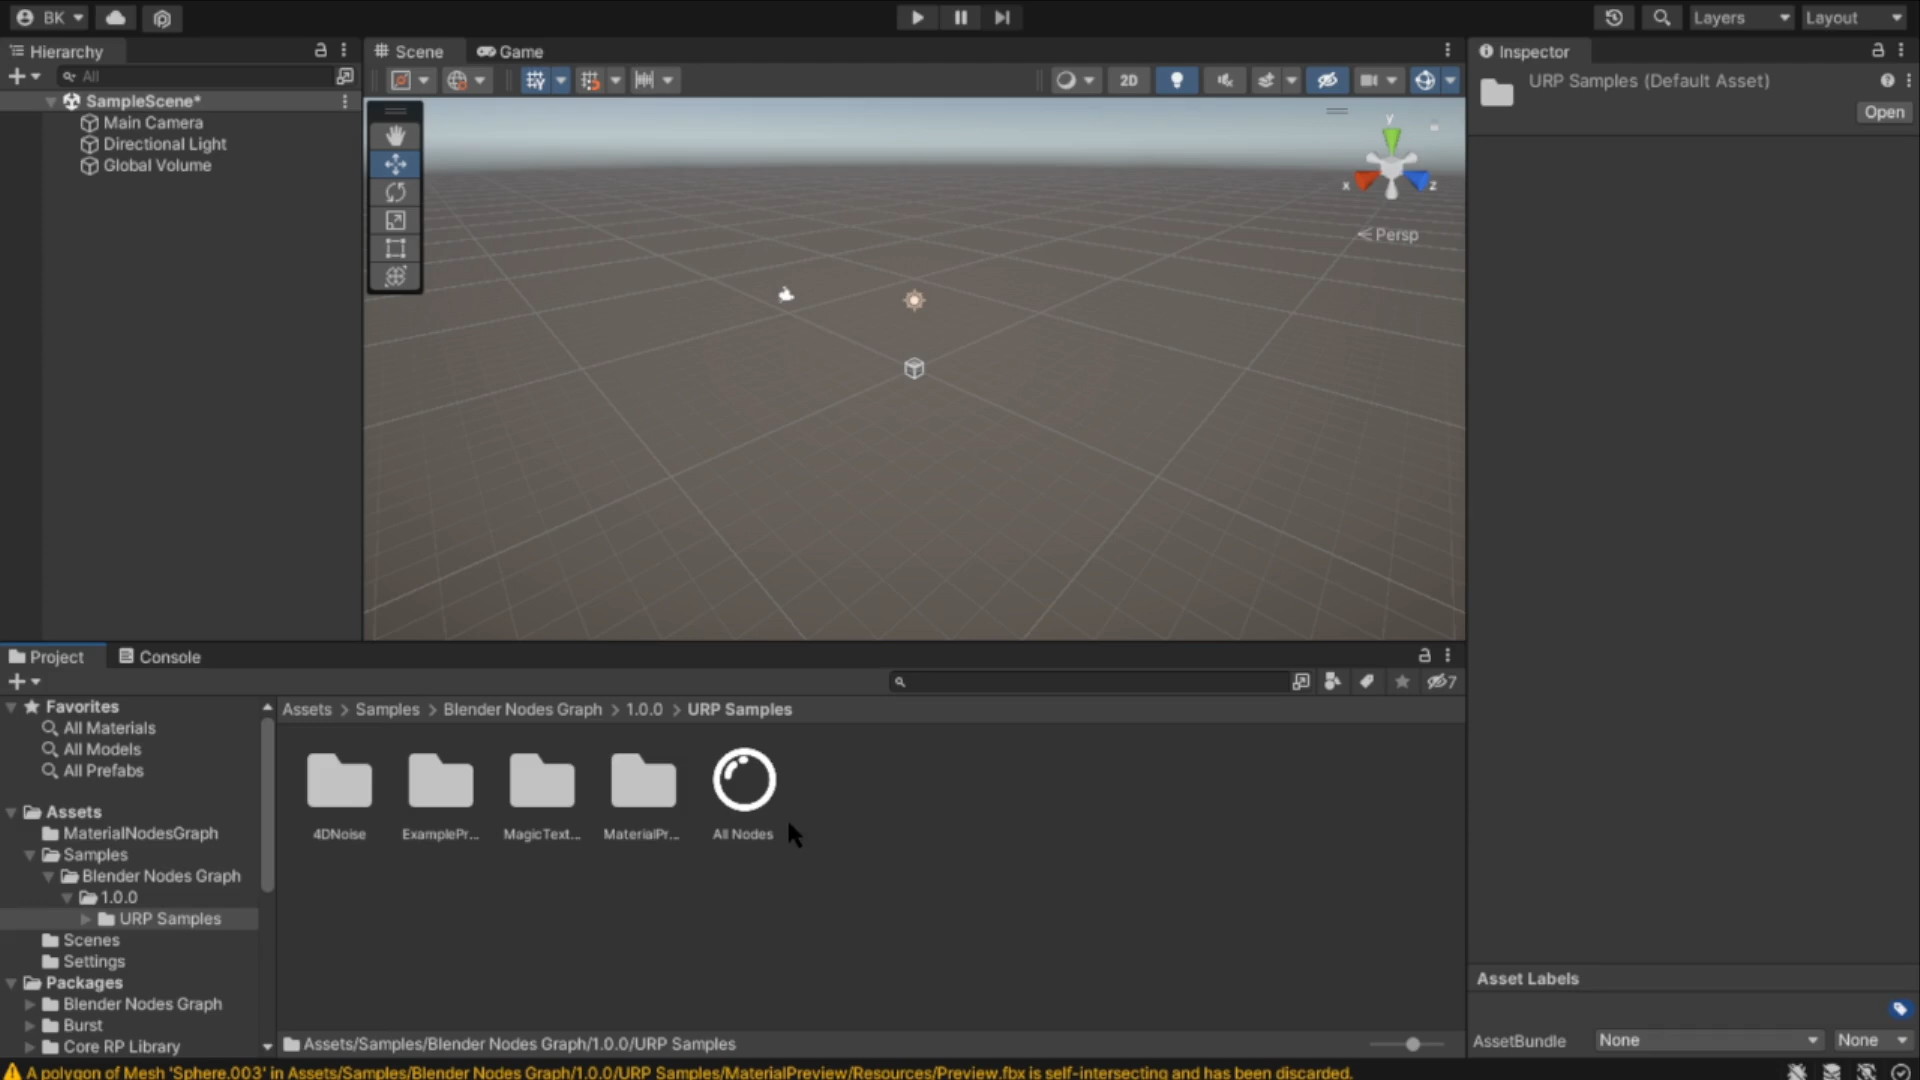 BK
Layers
Layout
Hierarchy
Scene
Game
Inspector
All
2D
URP Samples (Default Asset)
Open
SampleScene*
Main Camera
Directional Light
Global Volume
y
x
z
Persp
Project
Console
7
Favorites
All Materials
All Models
All Prefabs
Assets
MaterialNodesGraph
Samples
Blender Nodes Graph
1.0.0
URP Samples
Scenes
Settings
Packages
Blender Nodes Graph
Burst
Core RP Library
Assets > Samples > Blender Nodes Graph > 1.0.0 > URP Samples
4DNoise
ExamplePr...
MagicText...
MaterialPr...
All Nodes
Assets/Samples/Blender Nodes Graph/1.0.0/URP Samples
Asset Labels
AssetBundle
None
None
A polygon of Mesh 'Sphere.003' in Assets/Samples/Blender Nodes Graph/1.0.0/URP Samples/MaterialPreview/Resources/Preview.fbx is self-intersecting and has been discarded.